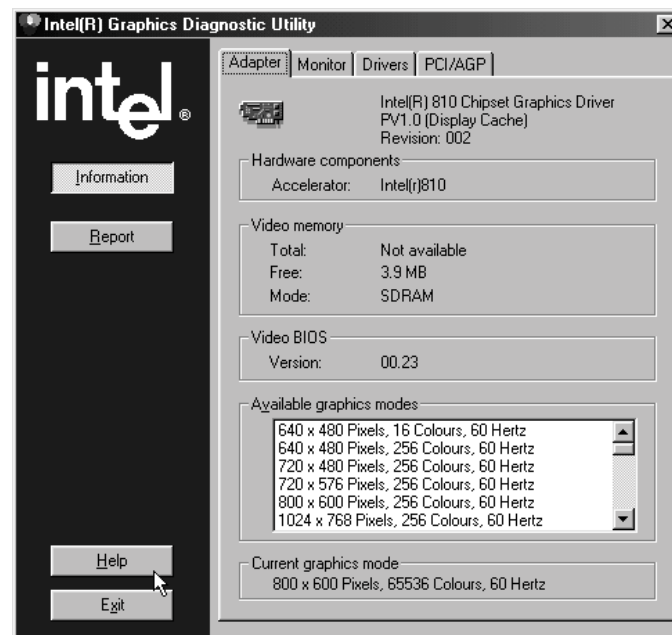 Intel(R) Graphics Diagnostic Utility
intel®
Information
Report
Help
Exit
Adapter
Monitor
Drivers
PCI/AGP
Intel(R) 810 Chipset Graphics Driver
PV1.0 (Display Cache)
Revision: 002
Hardware components
Accelerator: Intel(r)810
Video memory
Total: Not available
Free: 3.9 MB
Mode: SDRAM
Video BIOS
Version: 00.23
Available graphics modes
640 x 480 Pixels, 16 Colours, 60 Hertz
640 x 480 Pixels, 256 Colours, 60 Hertz
720 x 480 Pixels, 256 Colours, 60 Hertz
720 x 576 Pixels, 256 Colours, 60 Hertz
800 x 600 Pixels, 256 Colours, 60 Hertz
1024 x 768 Pixels, 256 Colours, 60 Hertz
Current graphics mode
800 x 600 Pixels, 65536 Colours, 60 Hertz